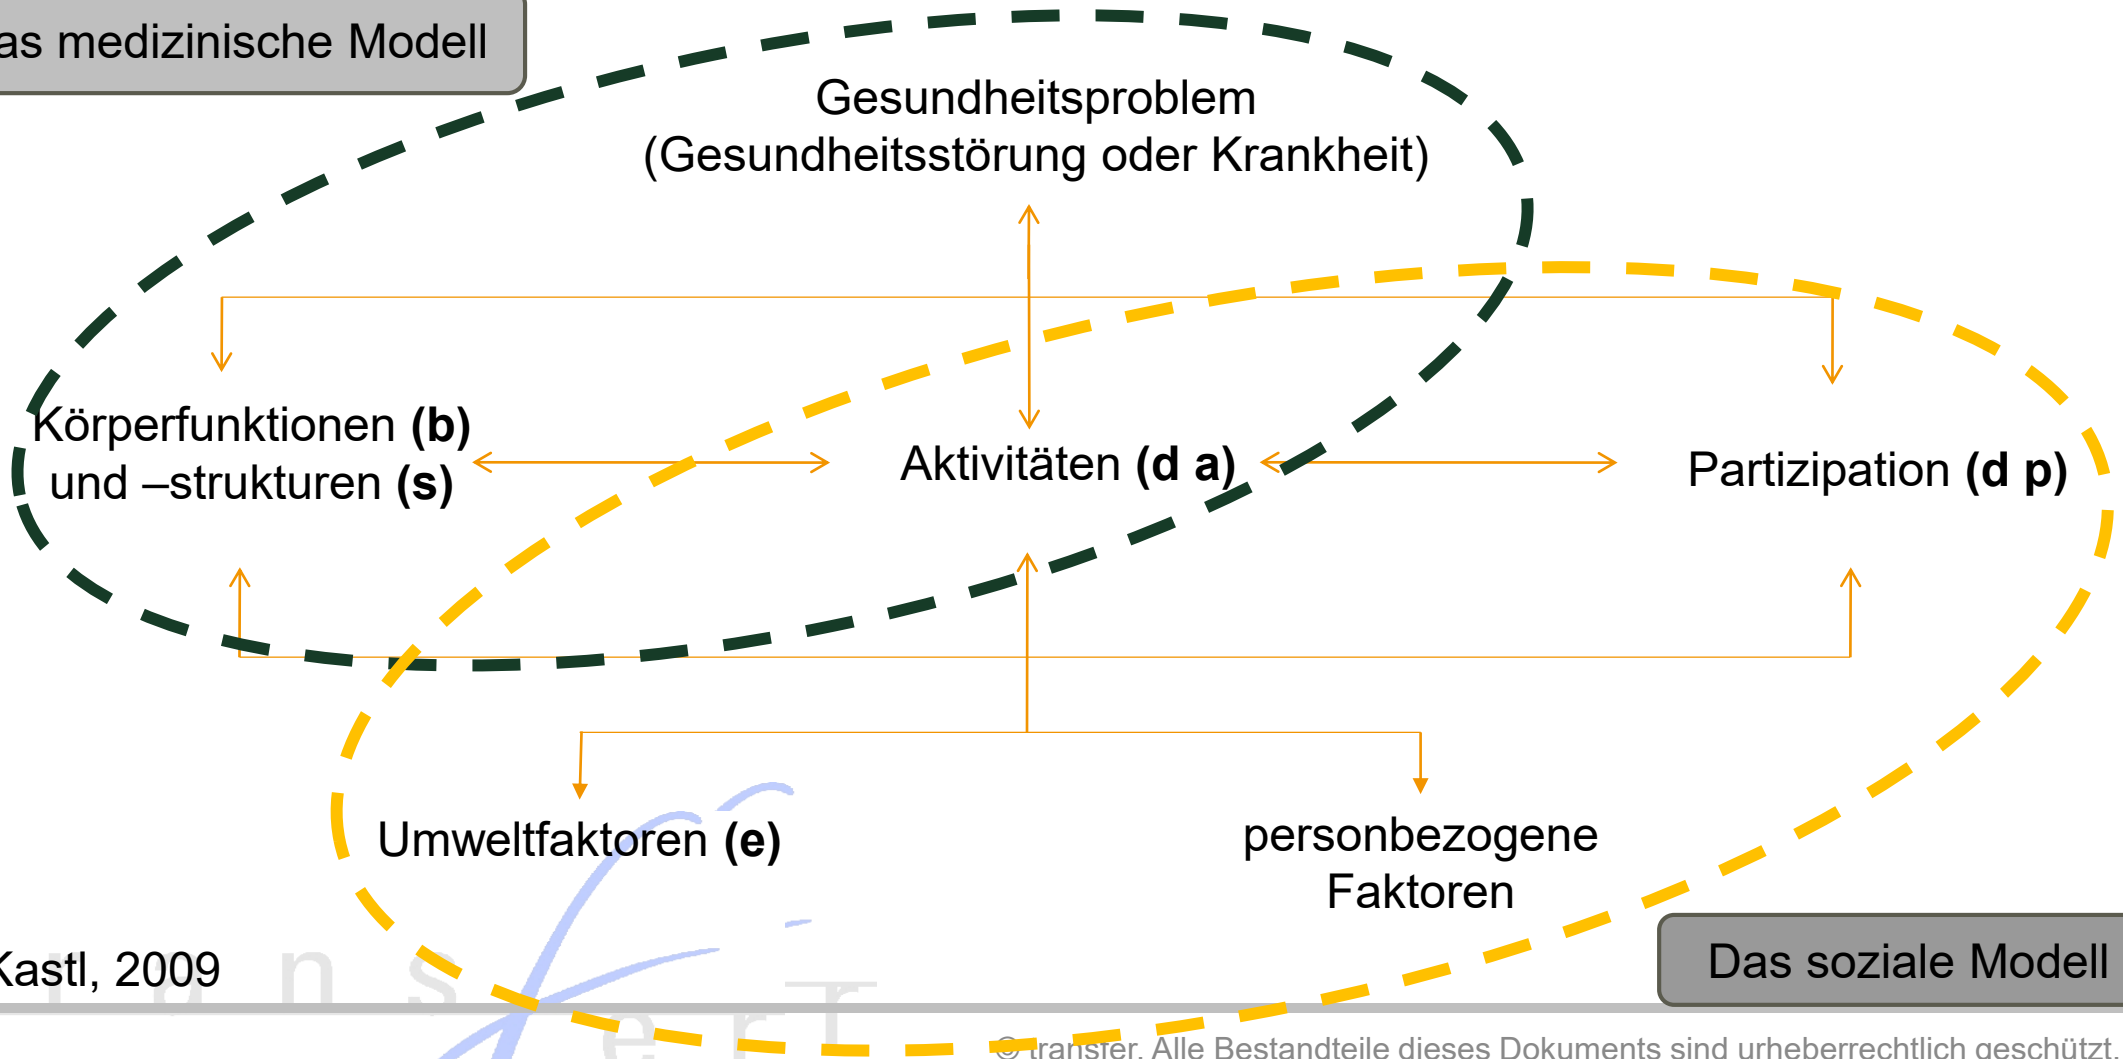 as medizinische Modell
Gesundheitsproblem
(Gesundheitsstörung oder Krankheit)
Körperfunktionen (b)
und –strukturen (s)
Aktivitäten (d a)
Partizipation (d p)
Umweltfaktoren (e)
personbezogene
Faktoren
Kastl, 2009
Das soziale Modell
© transfer. Alle Bestandteile dieses Dokuments sind urheberrechtlich geschützt